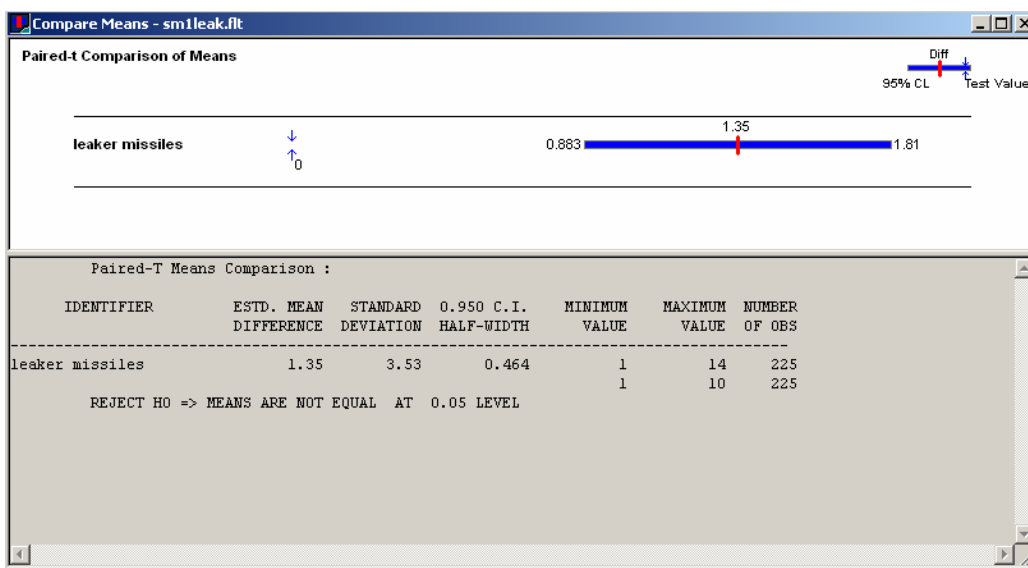 Compare Means - sm1leak.flt
Paired-t Comparison of Means
Diff
95% CL Test Value
leaker missiles 0 0.883 1.35 1.81
Paired-T Means Comparison :
IDENTIFIER ESTD. MEAN STANDARD 0.950 C.I. MINIMUM MAXIMUM NUMBER
DIFFERENCE DEVIATION HALF-WIDTH VALUE VALUE OF OBS
leaker missiles 1.35 3.53 0.464 1 14 225
1 10 225
REJECT HO => MEANS ARE NOT EQUAL AT 0.05 LEVEL